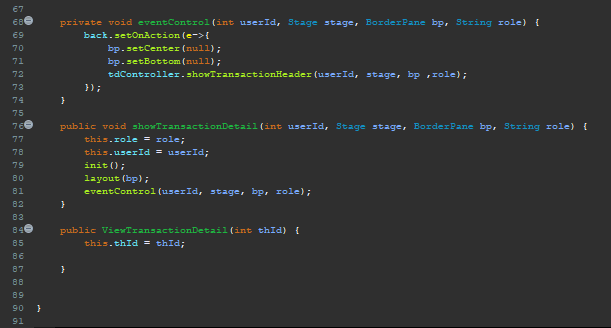 67
68 private void eventControl(int userId, Stage stage, BorderPane bp, String role) {
69 back.setOnAction(e->{
70 bp.setCenter(null);
71 bp.setBottom(null);
72 tdController.showTransactionHeader(userId, stage, bp ,role);
73 });
74 }
75
76 public void showTransactionDetail(int userId, Stage stage, BorderPane bp, String role) {
77 this.role = role;
78 this.userId = userId;
79 init();
80 layout(bp);
81 eventControl(userId, stage, bp, role);
82 }
83
84 public ViewTransactionDetail(int thId) {
85 this.thId = thId;
86
87 }
88
89
90 }
91